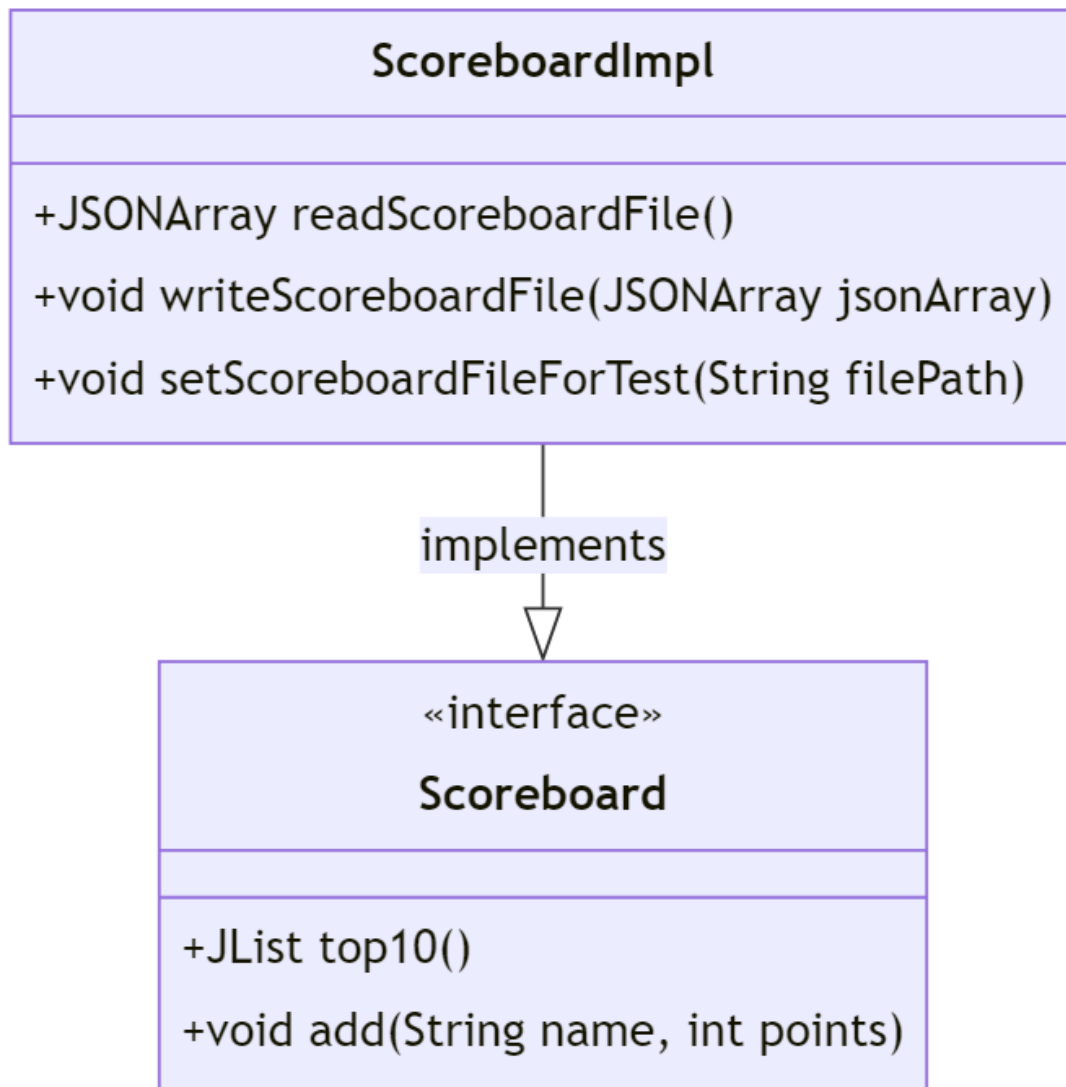 ScoreboardImpl
+JSONArray readScoreboardFile()
+void writeScoreboardFile(JSONArray jsonArray)
+void setScoreboardFileForTest(String filePath)
implements
«interface»
Scoreboard
+JList top10()
+void add(String name, int points)